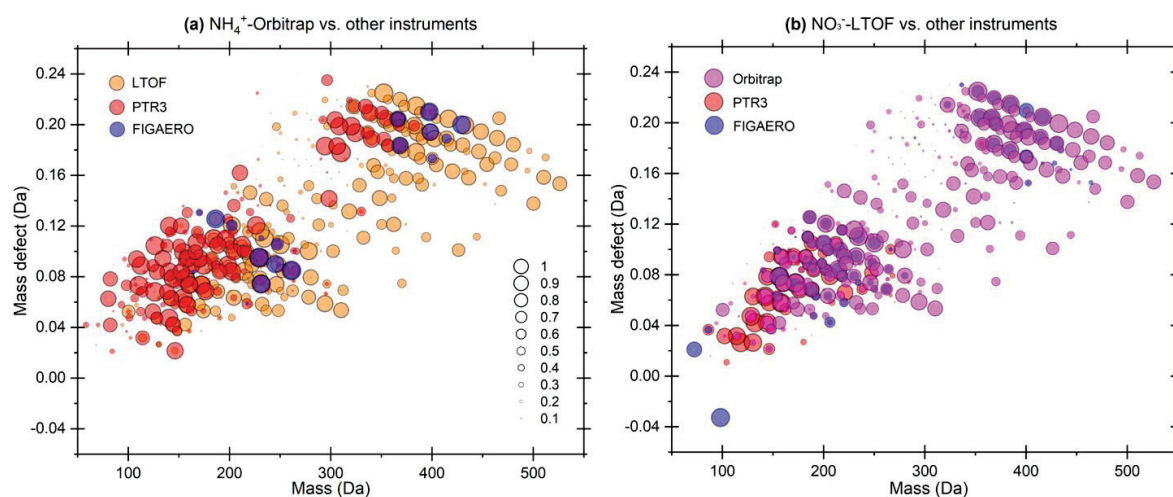 (a) NH₄⁺-Orbitrap vs. other instruments
0.24
0.20
0.16
0.12
0.08
0.04
0.00
-0.04
Mass defect (Da)
LTOF
PTR3
FIGAERO
1
0.9
0.8
0.7
0.6
0.5
0.4
0.3
0.2
0.1
100 200 300 400 500
Mass (Da)
(b) NO₃⁻-LTOF vs. other instruments
0.24
0.20
0.16
0.12
0.08
0.04
0.00
-0.04
Mass defect (Da)
Orbitrap
PTR3
FIGAERO
100 200 300 400 500
Mass (Da)